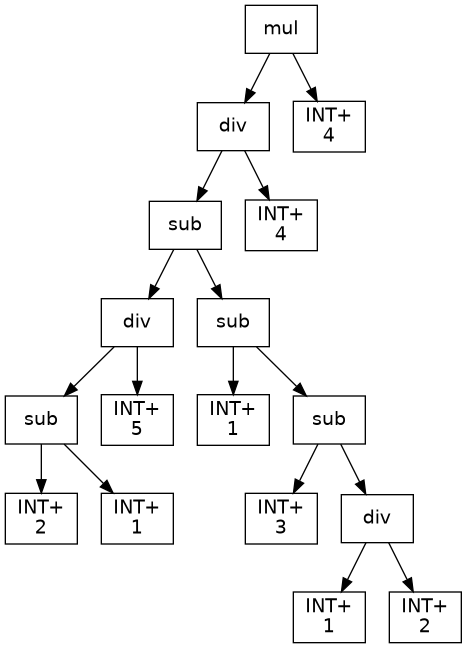 mul
div
INT+
4
sub
INT+
4
div
sub
sub
INT+
5
INT+
1
sub
INT+
2
INT+
1
INT+
3
div
INT+
1
INT+
2